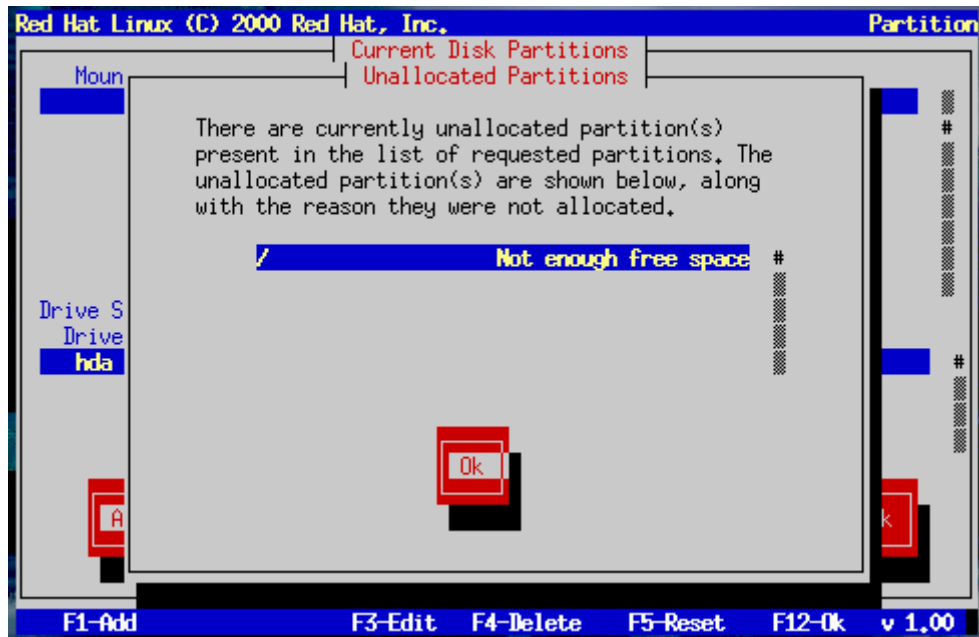 Red Hat Linux (C) 2000 Red Hat, Inc. Partition
Current Disk Partitions
Moun Unallocated Partitions
There are currently unallocated partition(s)
present in the list of requested partitions. The
unallocated partition(s) are shown below, along
with the reason they were not allocated.
/ Not enough free space #
#
Drive S
Drive
hda #
Ok
A k
F1-Add F3-Edit F4-Delete F5-Reset F12-Ok v 1.00